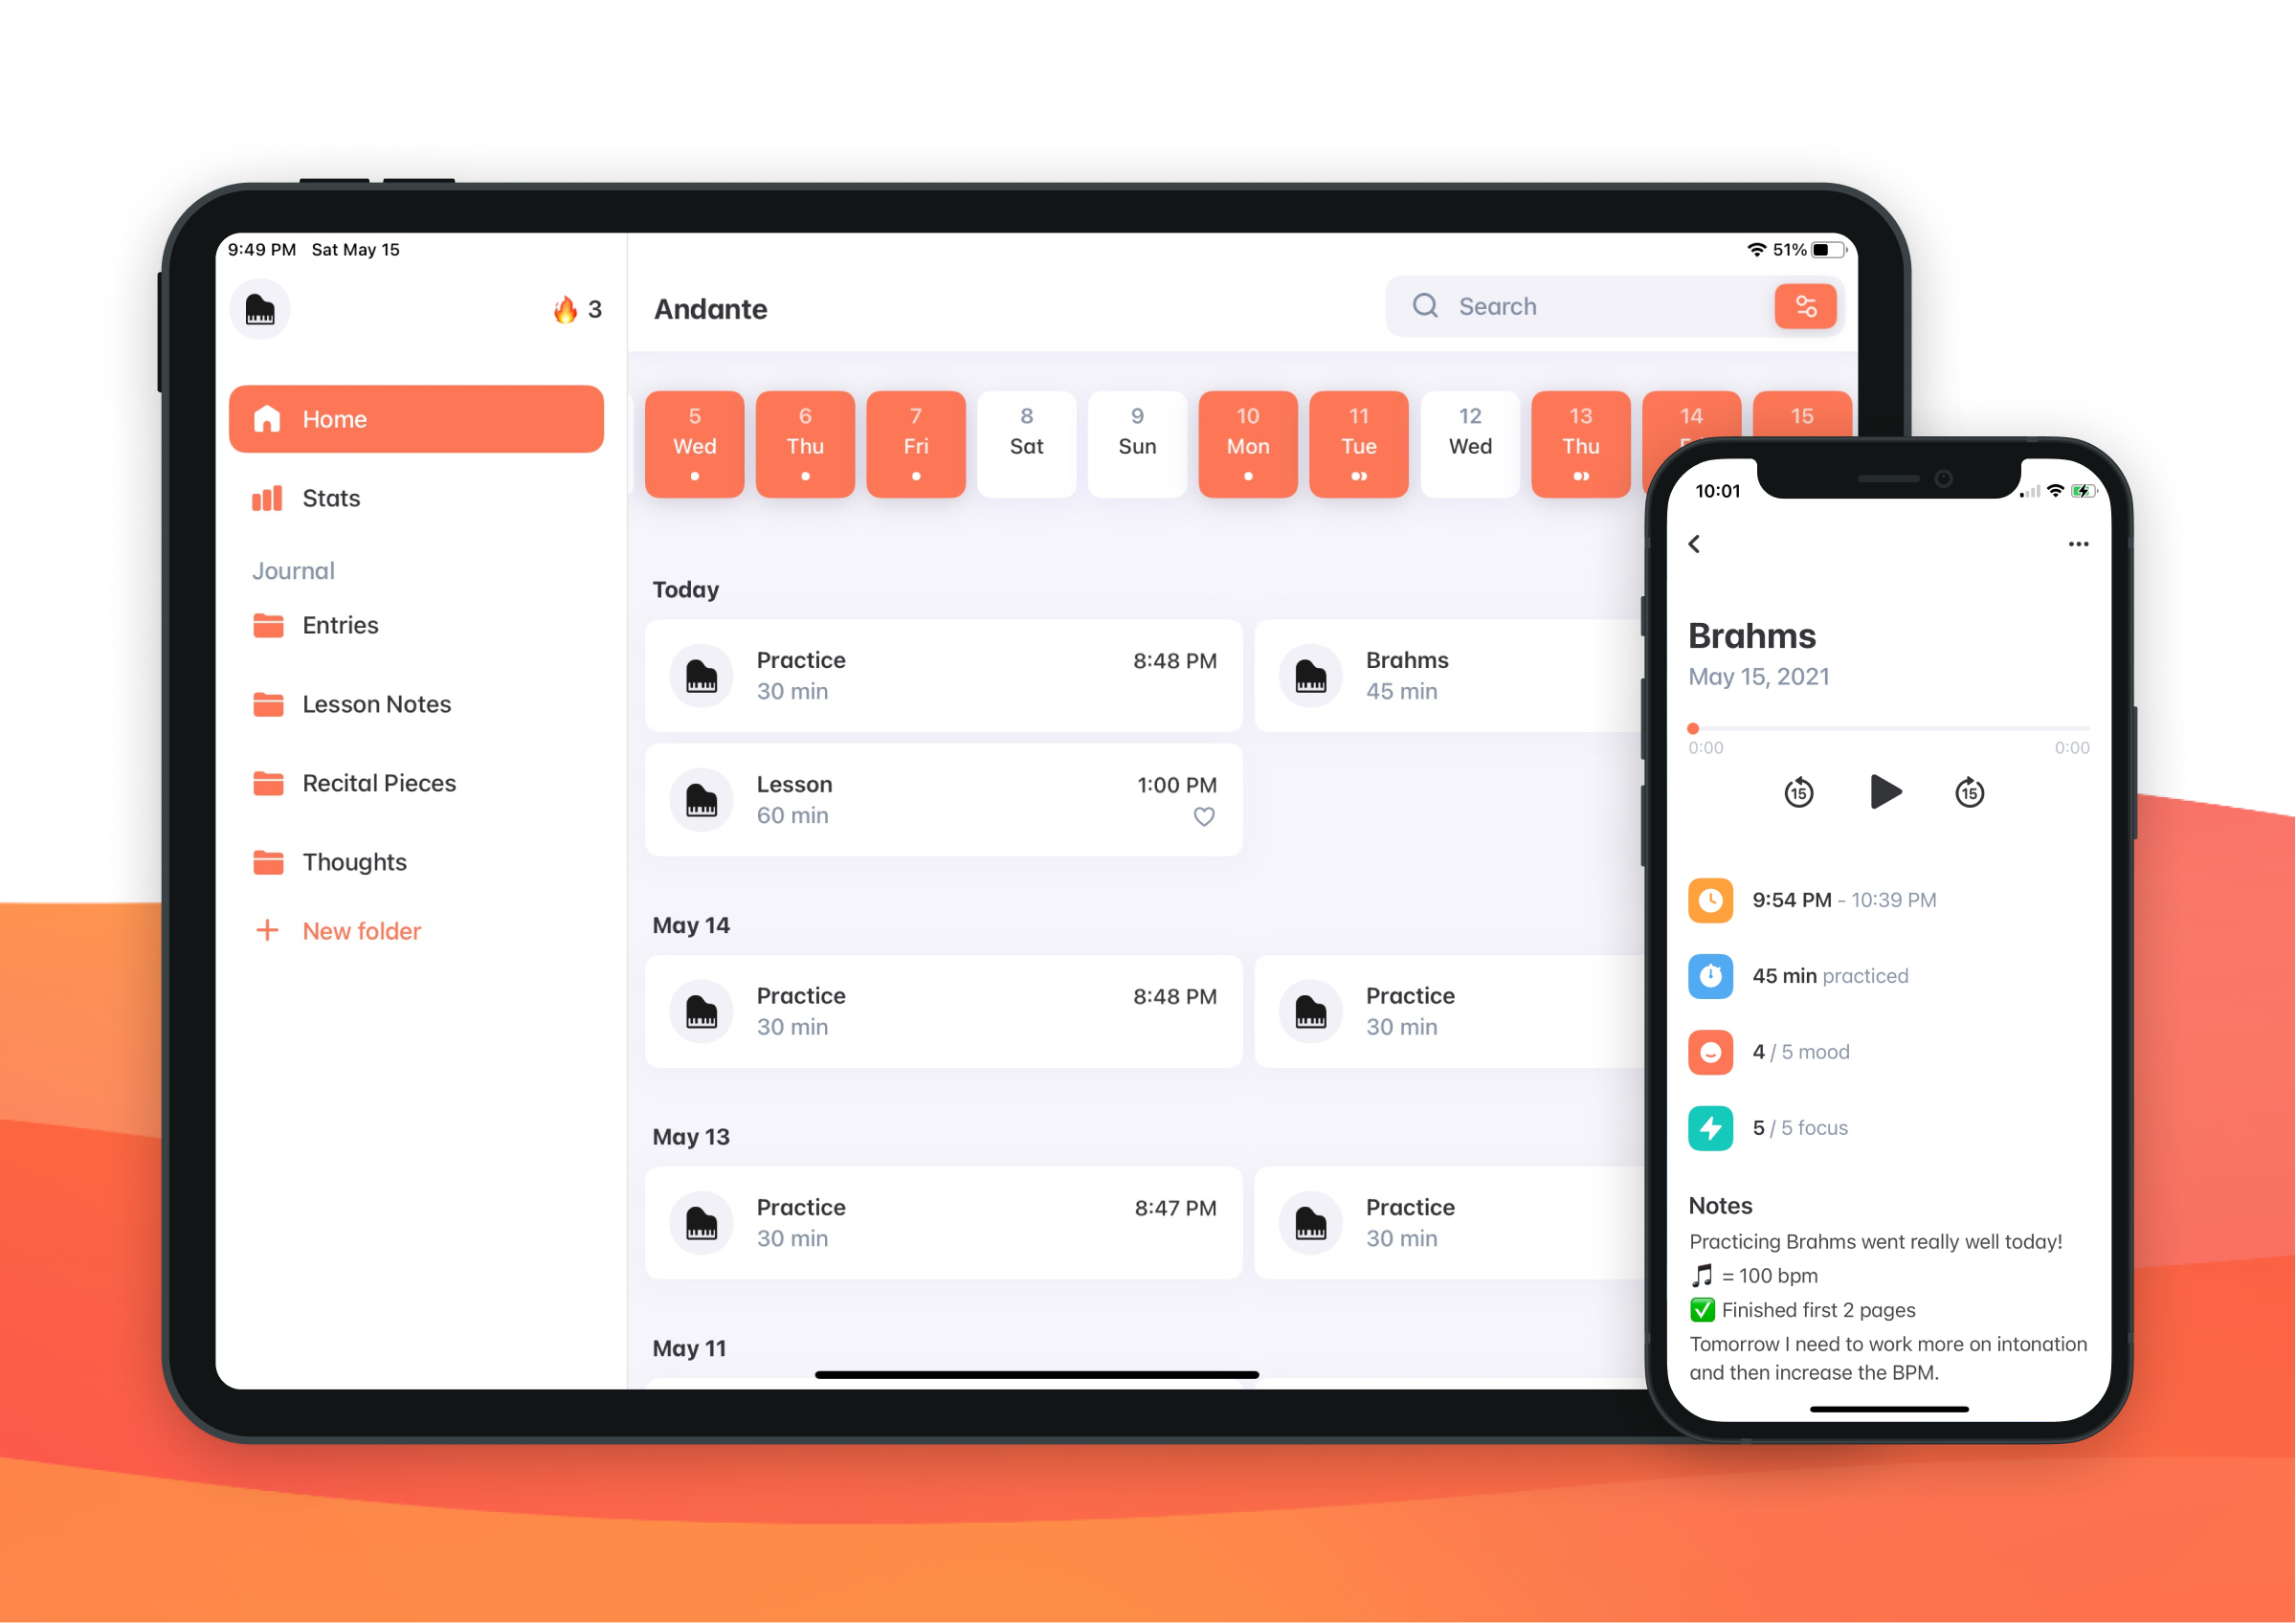 9:49 PM Sat May 15
51%
3
Home
Stats
Journal
Entries
Lesson Notes
Recital Pieces
Thoughts
New folder
Andante
Search
5 6 7 8 9 10 11 12 13 14 15
Wed Thu Fri Sat Sun Mon Tue Wed Thu
Today
Practice 8:48 PM
30 min
Brahms
45 min
Lesson 1:00 PM
60 min
May 14
Practice 8:48 PM
30 min
Practice
30 min
May 13
Practice 8:47 PM
30 min
Practice
30 min
May 11
10:01
Brahms
May 15, 2021
0:00 0:00
15 15
9:54 PM - 10:39 PM
45 min practiced
4 / 5 mood
5 / 5 focus
Notes
Practicing Brahms went really well today!
🎵 = 100 bpm
✅ Finished first 2 pages
Tomorrow I need to work more on intonation
and then increase the BPM.